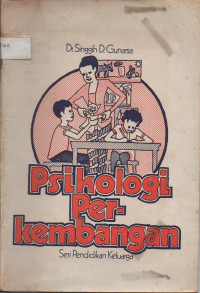 Dr. Singgih D. Gunarsa
Psikologi
Per-
kembangan
Seri Pendidikan Keluarga